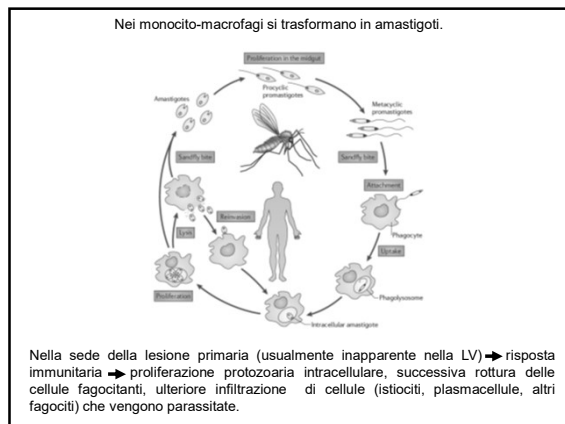 Nei monocito-macrofagi si trasformano in amastigoti.
Proliferation in the midgut
Amastigotes
Procyclic
promastigotes
Metacyclic
promastigotes
Sandfly bite
Sandfly bite
Attachment
Reinvasion
Phagocyte
Lysis
Uptake
Proliferation
Phagolysosome
Intracellular amastigote
Nella sede della lesione primaria (usualmente inapparente nella LV) ➔ risposta
immunitaria ➔ proliferazione protozoaria intracellulare, successiva rottura delle
cellule fagocitanti, ulteriore infiltrazione di cellule (istiociti, plasmacellule, altri
fagociti) che vengono parassitate.